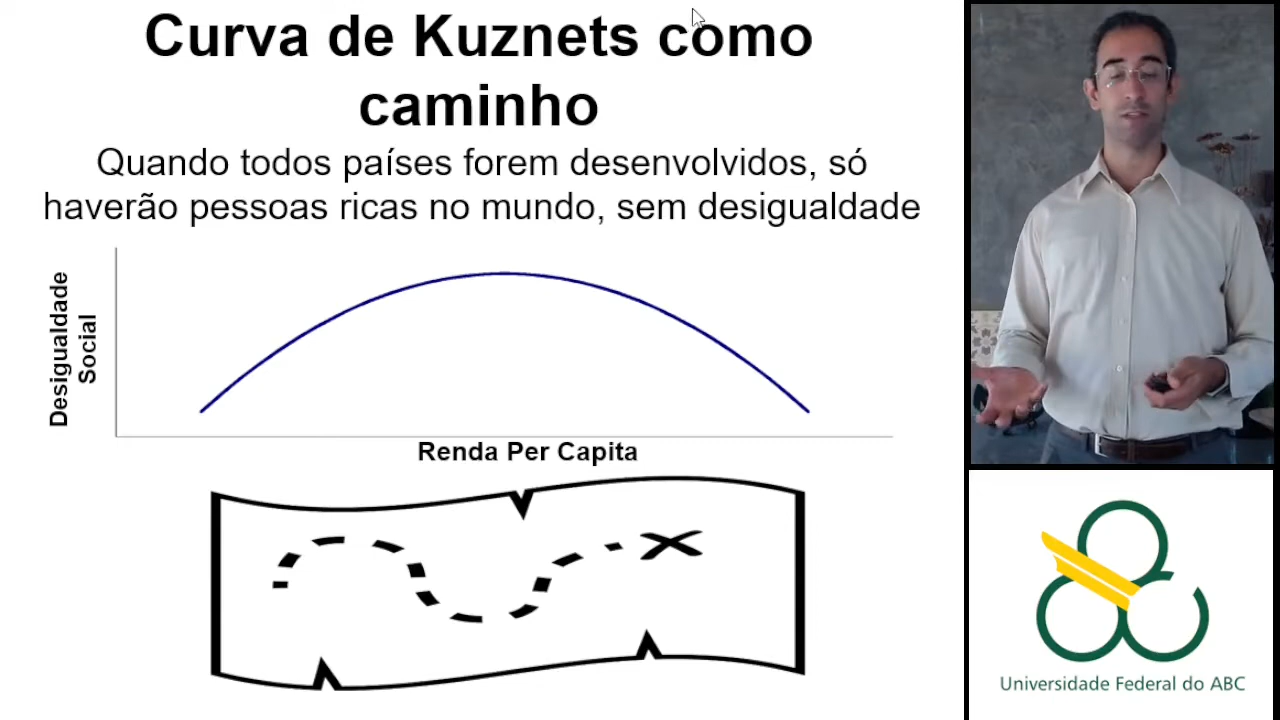 Curva de Kuznets como
caminho
Quando todos países forem desenvolvidos, só
haverão pessoas ricas no mundo, sem desigualdade
Desigualdade
Social
Renda Per Capita
Universidade Federal do ABC